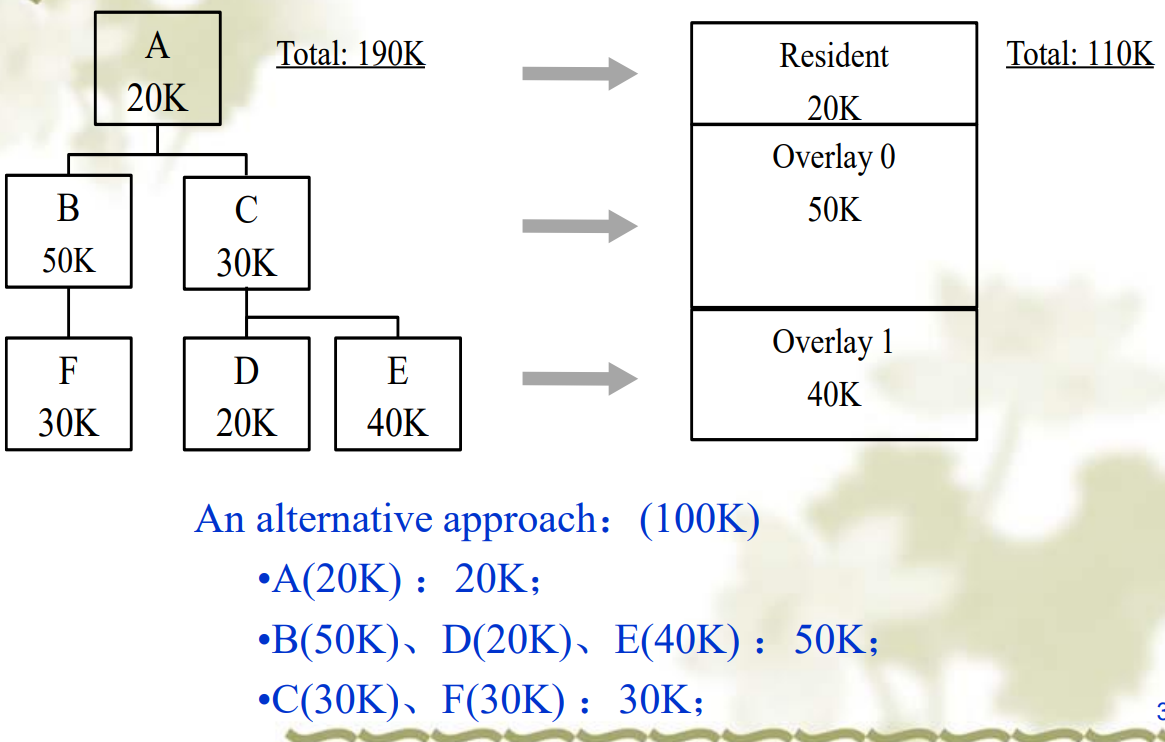 A
20K
Total: 190K
Resident
20K
Total: 110K
B
50K
C
30K
Overlay 0
50K
F
30K
D
20K
E
40K
Overlay 1
40K
An alternative approach：(100K)
•A(20K) ：20K；
•B(50K)、D(20K)、E(40K) ：50K；
•C(30K)、F(30K) ：30K；